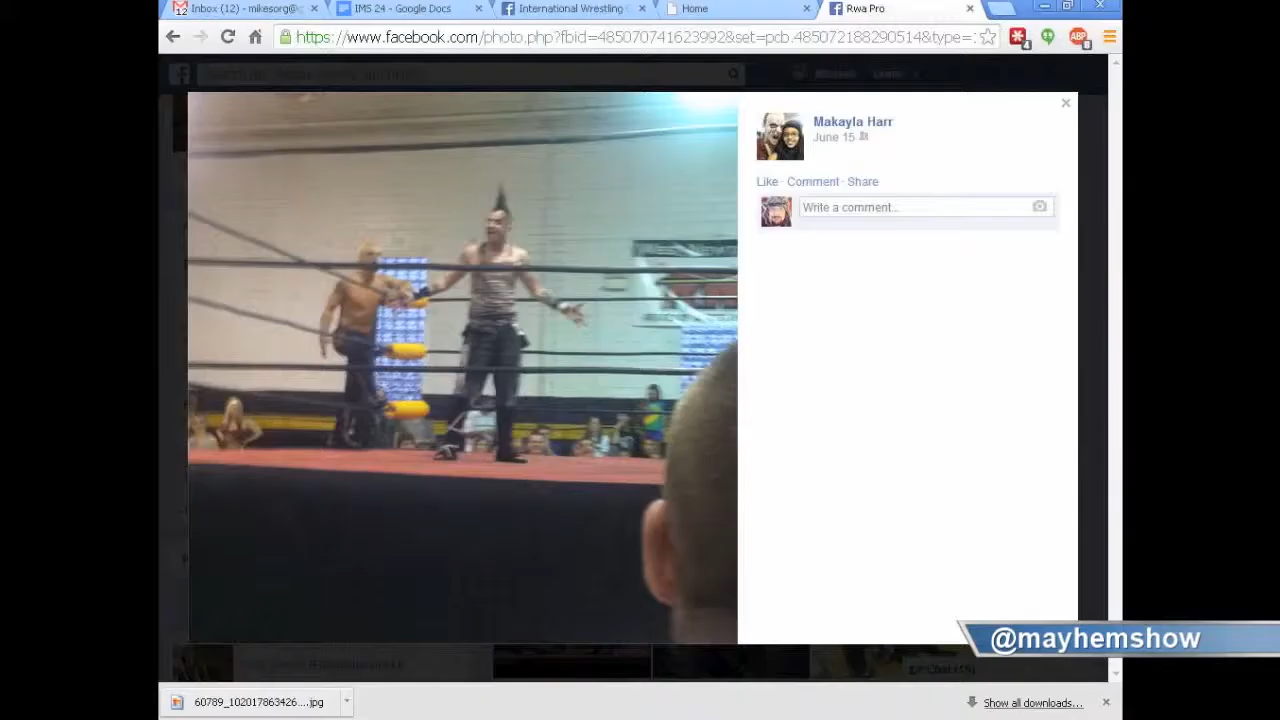 Inbox (12) - mikesorg@g
IMS 24 - Google Docs
International Wrestling
Home
Rwa Pro
12
https://www.facebook.com/photo.php?fbid=485070741623992&set=pcb.485072188290514&type=
4
Makayla Harr
June 15
Like · Comment · Share
Write a comment...
@mayhemshow
60789_102017863426....jpg
Show all downloads...